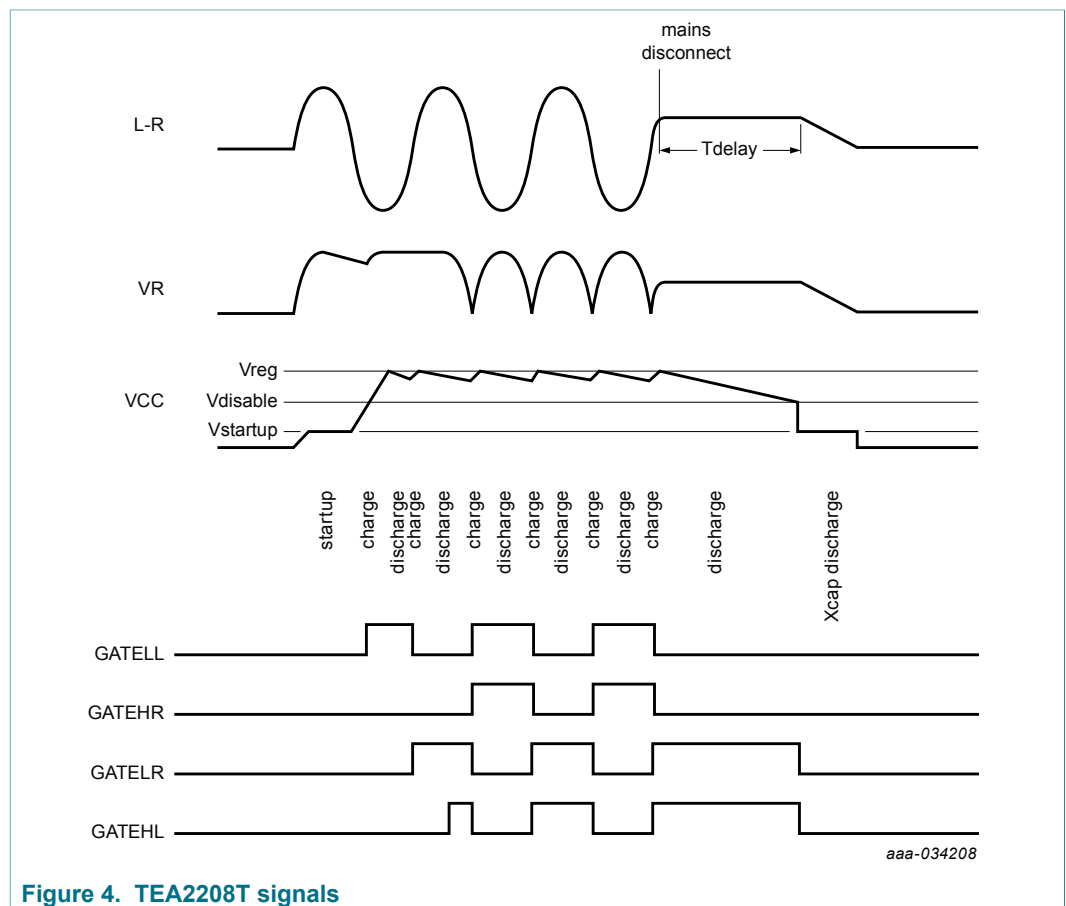 mains
disconnect
L-R
Tdelay
VR
Vreg
VCC
Vdisable
Vstartup
startup
charge
discharge
charge
discharge
charge
discharge
charge
discharge
charge
discharge
charge
discharge
Xcap discharge
GATELL
GATEHR
GATELR
GATEHL
aaa-034208
Figure 4. TEA2208T signals